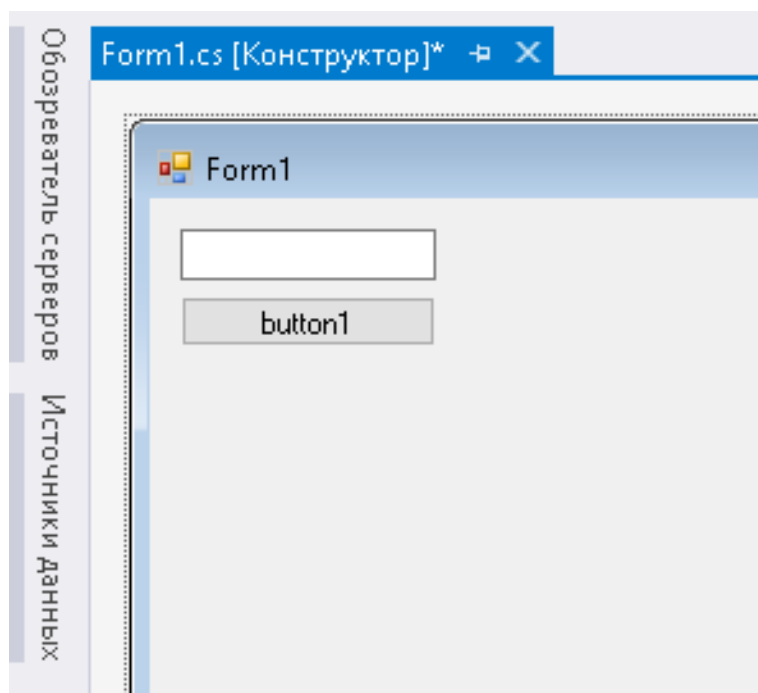 Обозреватель серверов
Источники данных
Form1.cs [Конструктор]*
Form1
button1